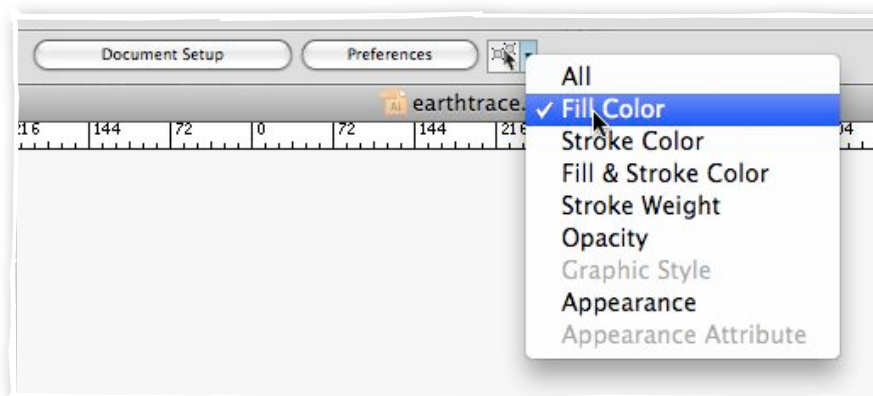 Document Setup Preferences
All
Ai earthtrace.
✓ Fill Color
216 144 72 0 72 144 216
Stroke Color
Fill & Stroke Color
Stroke Weight
Opacity
Graphic Style
Appearance
Appearance Attribute